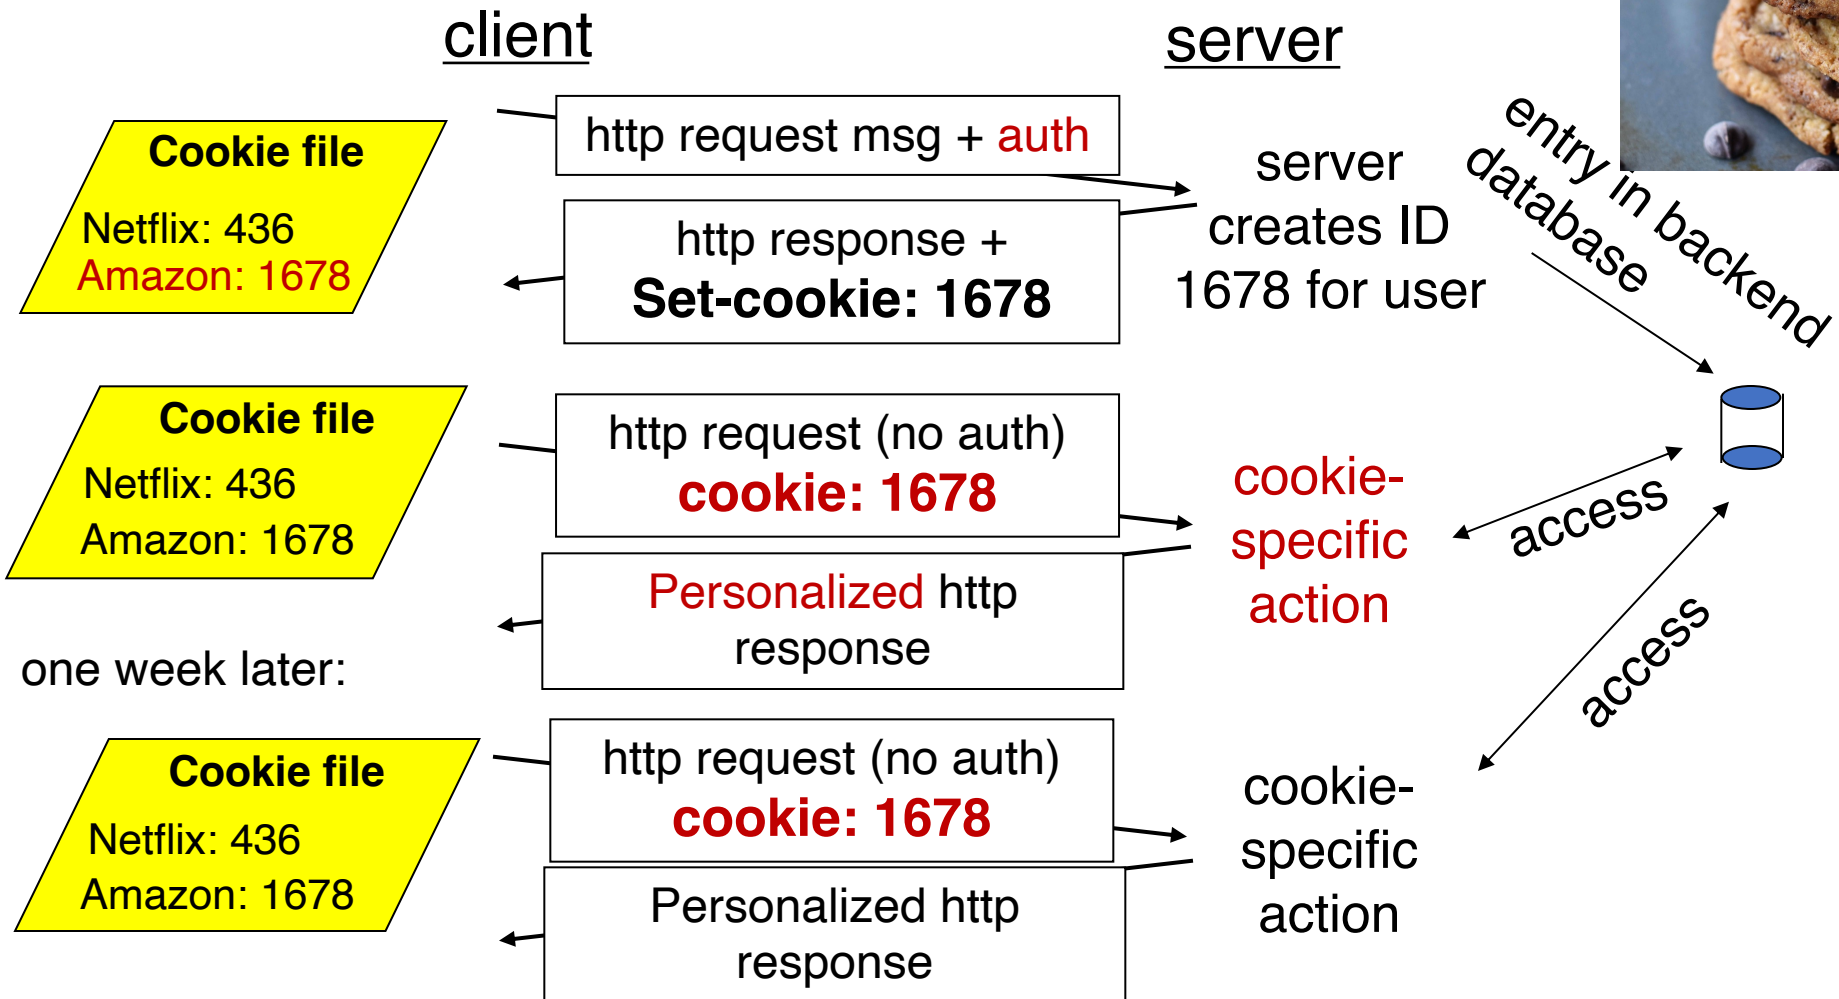 client
server
Cookie file
Netflix: 436
Amazon: 1678
http request msg + auth
http response +
Set-cookie: 1678
server
creates ID
1678 for user
entry in backend
database
Cookie file
Netflix: 436
Amazon: 1678
http request (no auth)
cookie: 1678
Personalized http
response
cookie-
specific
action
access
access
one week later:
Cookie file
Netflix: 436
Amazon: 1678
http request (no auth)
cookie: 1678
Personalized http
response
cookie-
specific
action